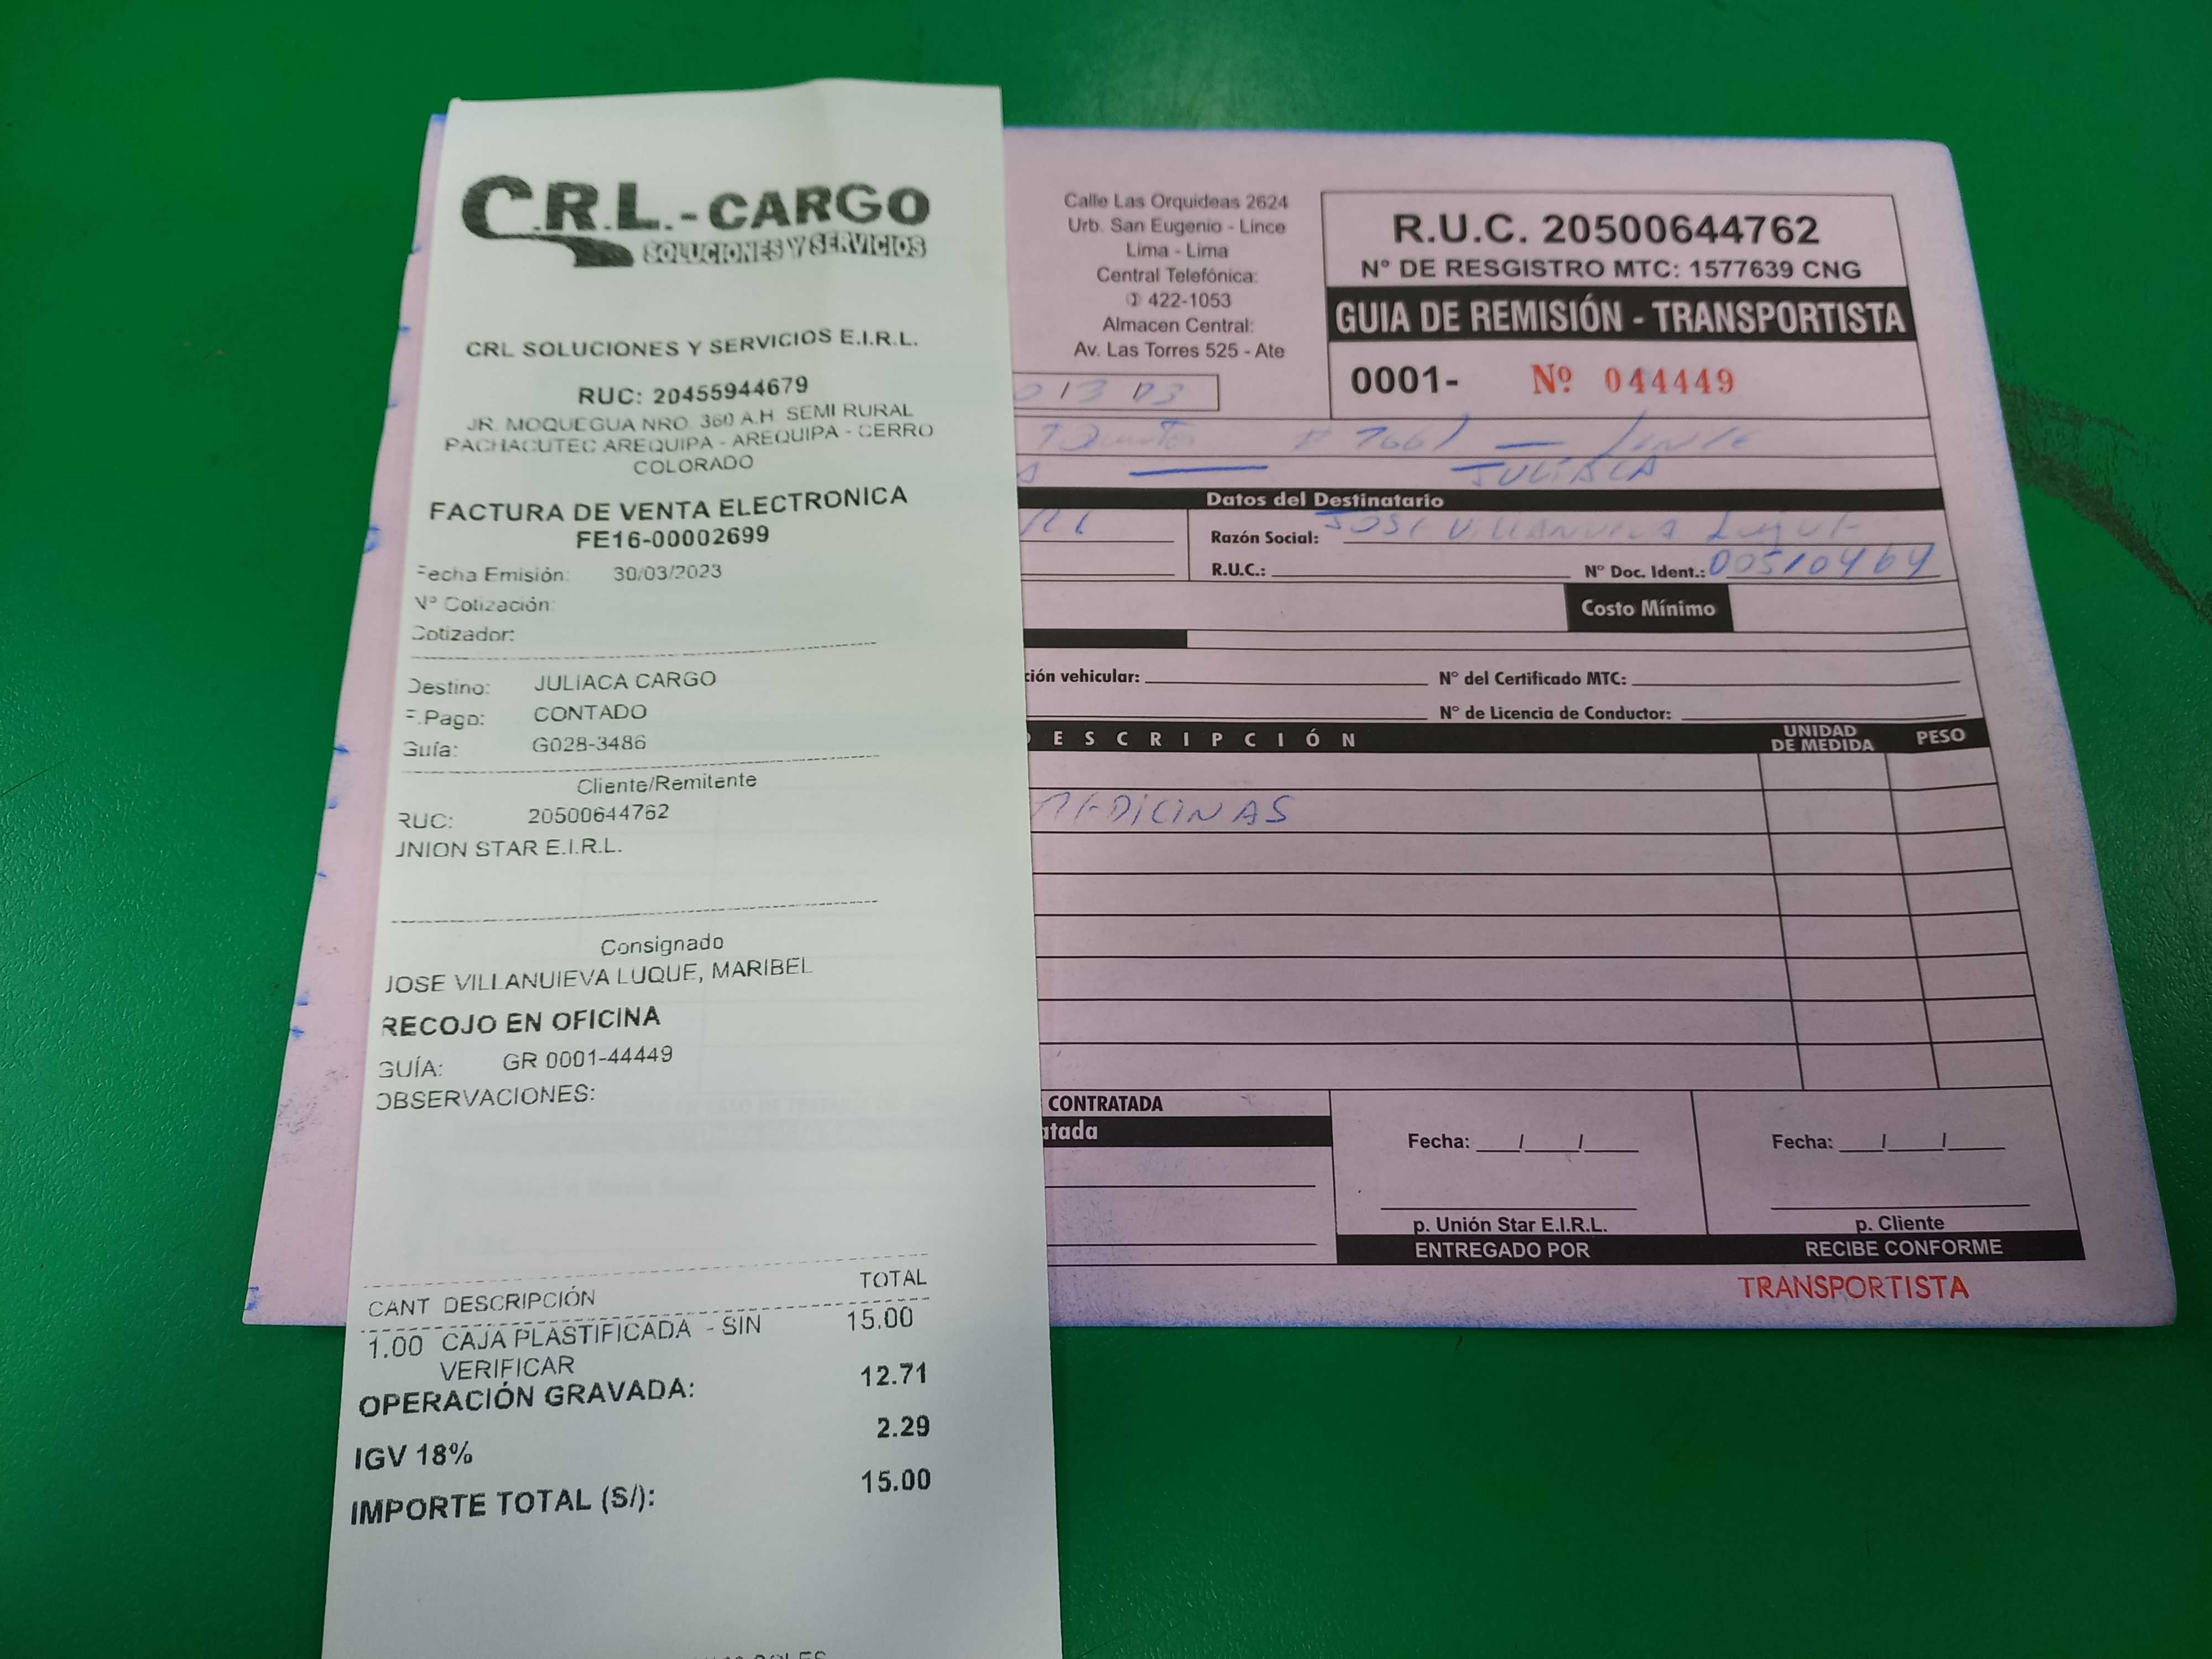 C.R.L.-CARGO
SOLUCIONES Y SERVICIOS
CRL SOLUCIONES Y SERVICIOS E.I.R.L.
RUC: 20455944679
JR. MOQUEGUA NRO. 360 A.H. SEMI RURAL
PACHACUTEC AREQUIPA - AREQUIPA - CERRO
COLORADO
FACTURA DE VENTA ELECTRONICA
FE16-00002699
Fecha Emisión: 30/03/2023
Nº Cotización:
Cotizador:
Destino: JULIACA CARGO
F.Pago: CONTADO
Guía: G028-3486
Cliente/Remitente
RUC: 20500644762
UNION STAR E.I.R.L.
Consignado
JOSE VILLANUIEVA LUQUE, MARIBEL
RECOJO EN OFICINA
GUÍA: GR 0001-44449
OBSERVACIONES:
CANT DESCRIPCIÓN TOTAL
1.00 CAJA PLASTIFICADA - SIN 15.00
VERIFICAR
OPERACIÓN GRAVADA: 12.71
IGV 18% 2.29
IMPORTE TOTAL (S/): 15.00
Calle Las Orquideas 2624
Urb. San Eugenio - Lince
Lima - Lima
Central Telefónica:
422-1053
Almacen Central:
Av. Las Torres 525 - Ate
R.U.C. 20500644762
N° DE RESGISTRO MTC: 1577639 CNG
GUIA DE REMISIÓN - TRANSPORTISTA
0001- Nº 044449
JULIACA
Datos del Destinatario
Razón Social: JOSE VILLANUEVA LUQUE
R.U.C.: N° Doc. Ident.: 00510464
Costo Mínimo
ción vehicular: N° del Certificado MTC:
N° de Licencia de Conductor:
ESCRIPCIÓN UNIDAD DE MEDIDA PESO
MEDICINAS
CONTRATADA
atada
Fecha: / / Fecha: / /
p. Unión Star E.I.R.L. p. Cliente
ENTREGADO POR RECIBE CONFORME
TRANSPORTISTA